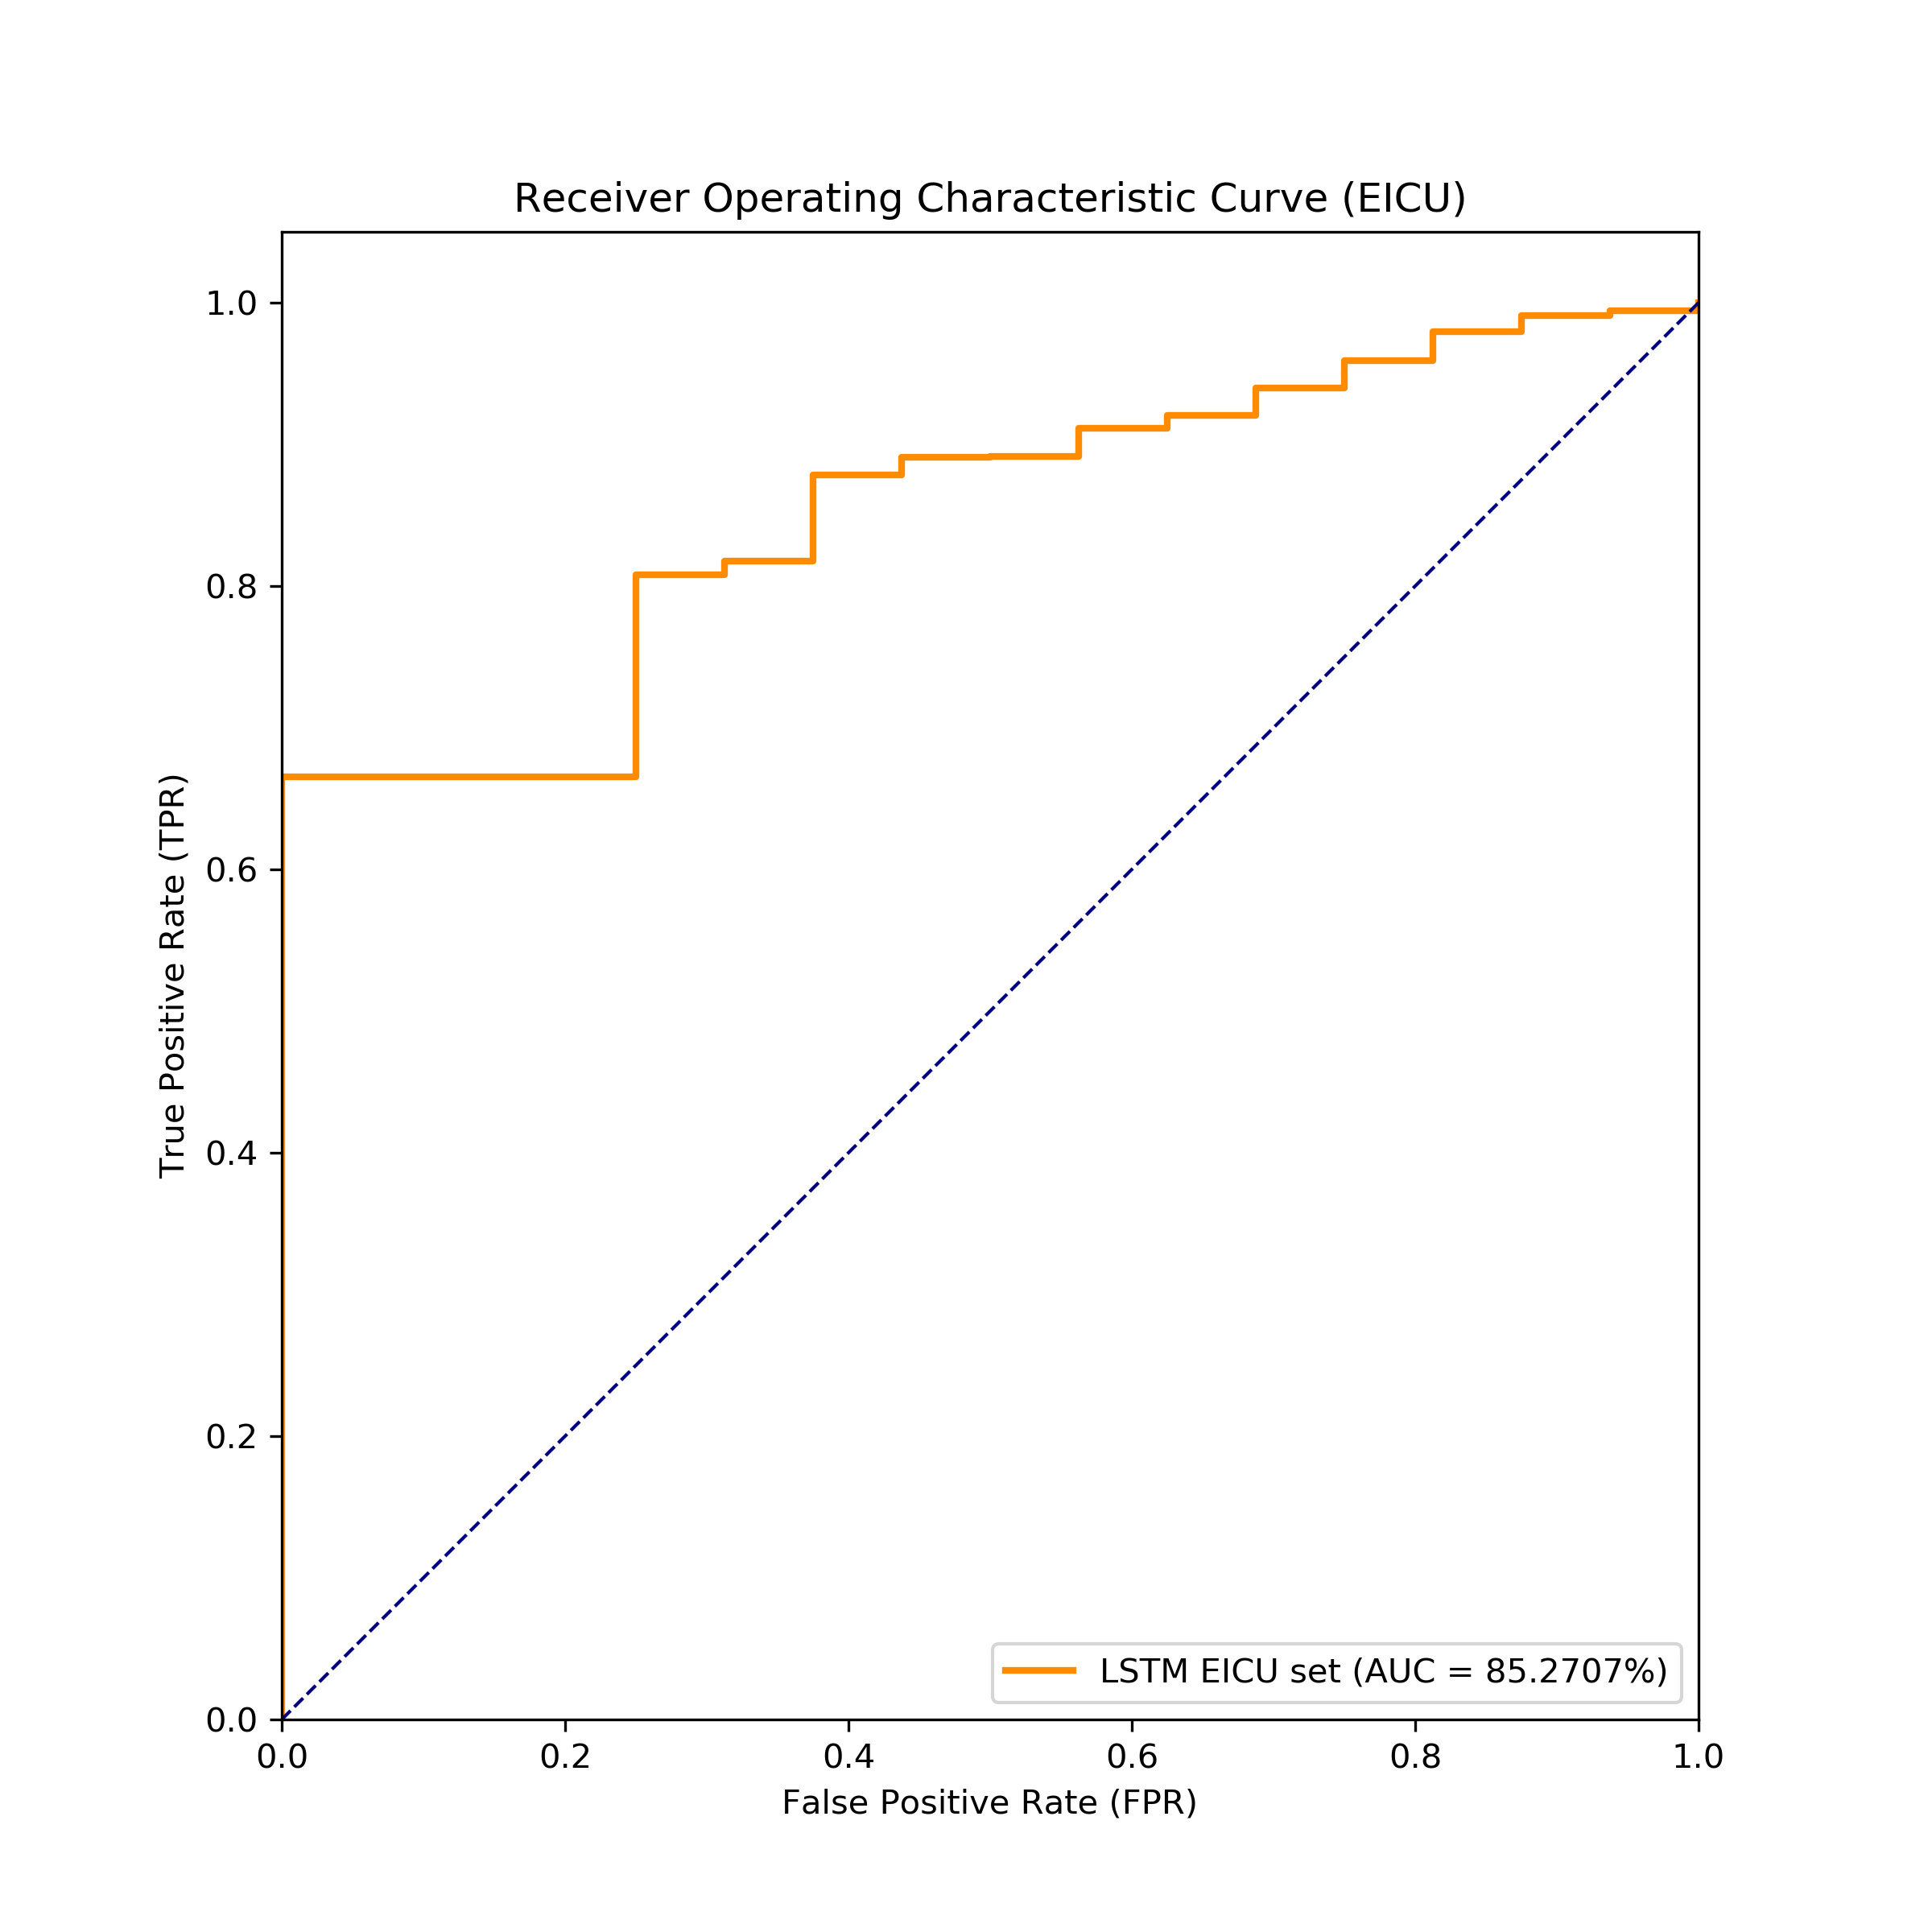 Receiver Operating Characteristic Curve (EICU)
True Positive Rate (TPR)
1.0
0.8
0.6
0.4
0.2
0.0
0.0 0.2 0.4 0.6 0.8 1.0
False Positive Rate (FPR)
LSTM EICU set (AUC = 85.2707%)